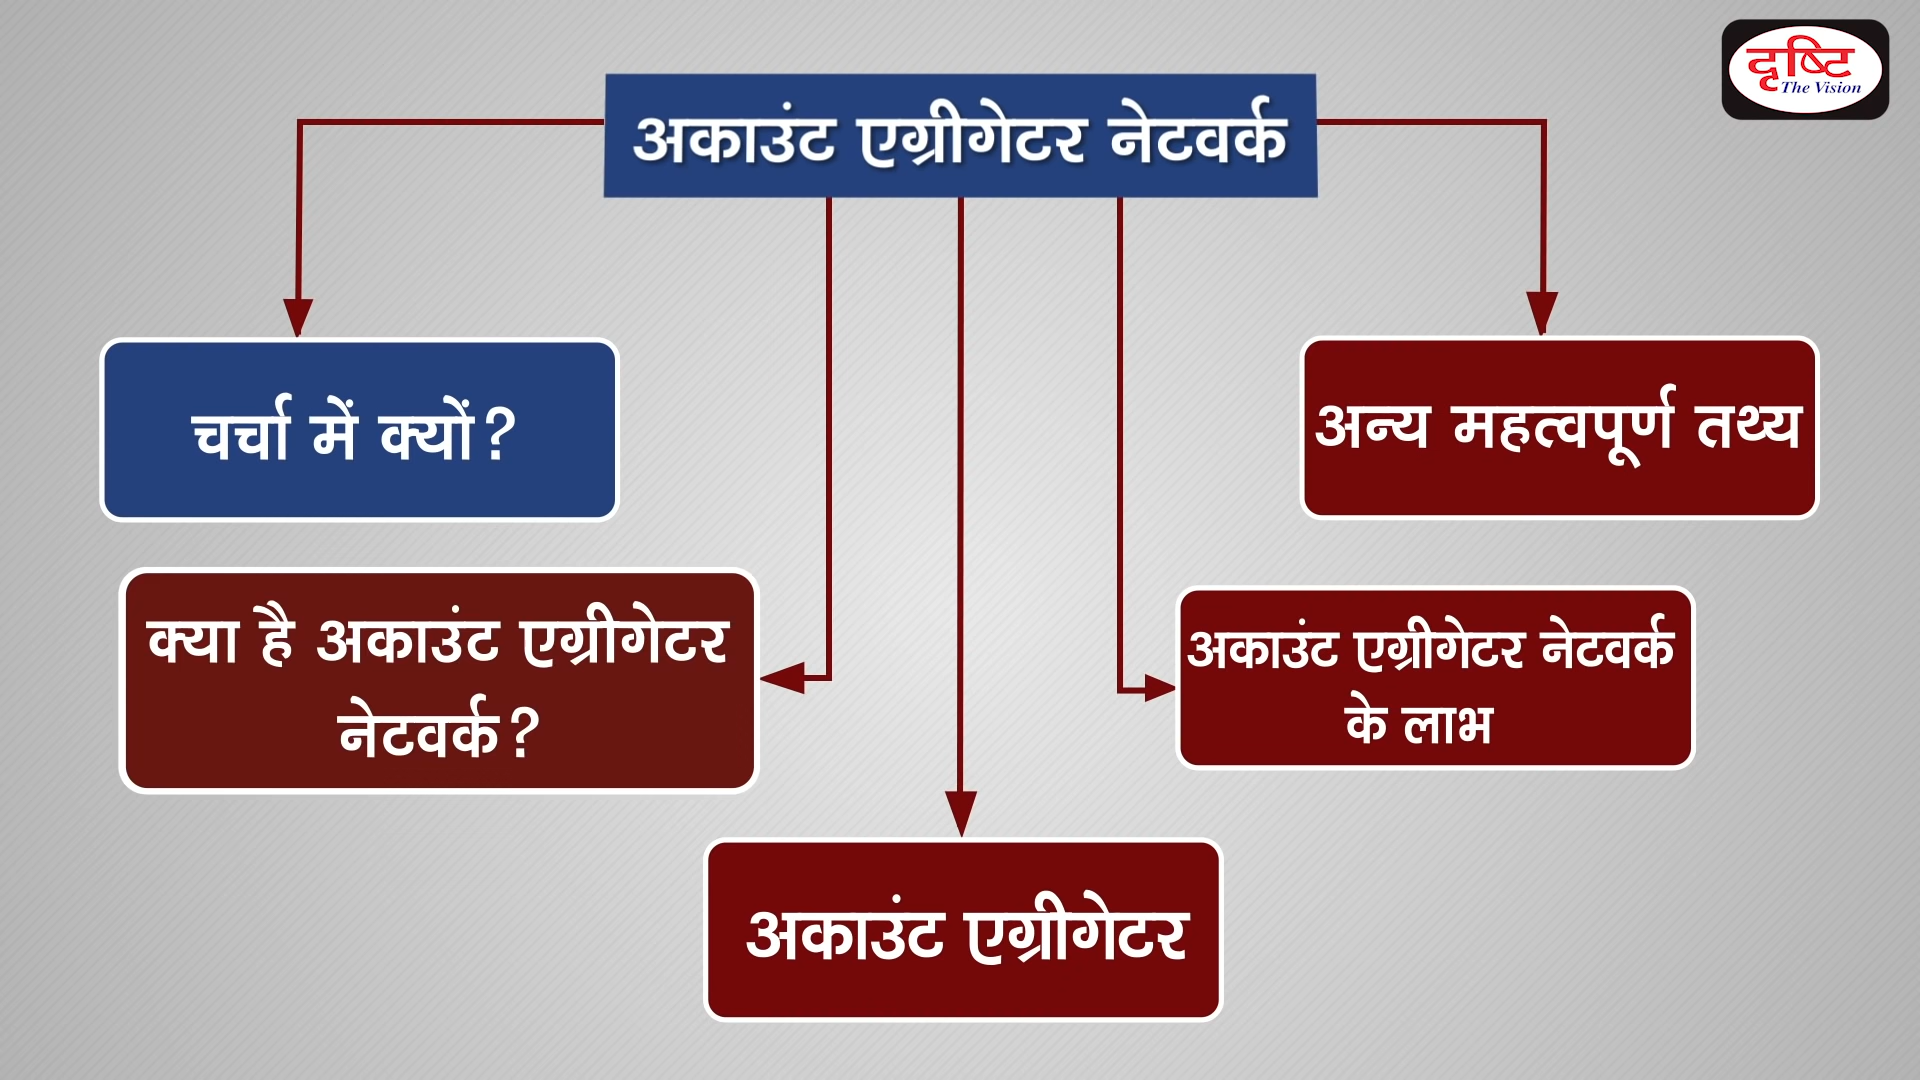 दृष्टि
The Vision
अकाउंट एग्रीगेटर नेटवर्क
चर्चा में क्यों?
अन्य महत्वपूर्ण तथ्य
क्या है अकाउंट एग्रीगेटर
नेटवर्क?
अकाउंट एग्रीगेटर नेटवर्क
के लाभ
अकाउंट एग्रीगेटर